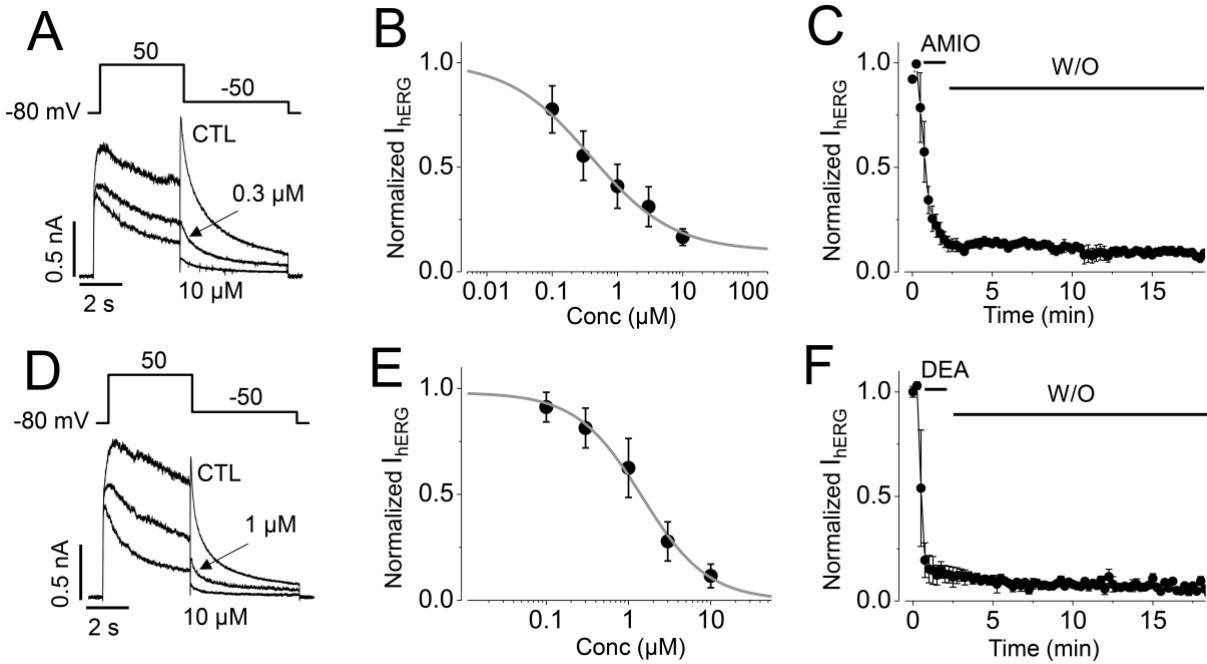 A
50
-50
-80 mV
CTL
0.3 µM
10 µM
0.5 nA
2 s
B
Normalized I_hERG
1.0
0.5
0.0
0.01
0.1
1
10
100
Conc (µM)
C
AMIO
W/O
Normalized I_hERG
1.0
0.5
0.0
0
5
10
15
Time (min)
D
50
-50
-80 mV
CTL
1 µM
10 µM
0.5 nA
2 s
E
Normalized I_hERG
1.0
0.5
0.0
0.1
1
10
Conc (µM)
F
DEA
W/O
Normalized I_hERG
1.0
0.5
0.0
0
5
10
15
Time (min)